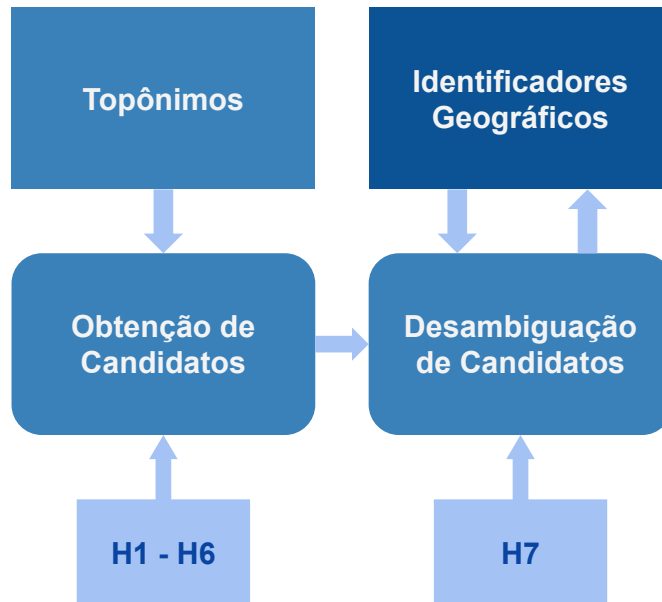 Topônimos
Identificadores
Geográficos
Obtenção de
Candidatos
Desambiguação
de Candidatos
H1 - H6
H7